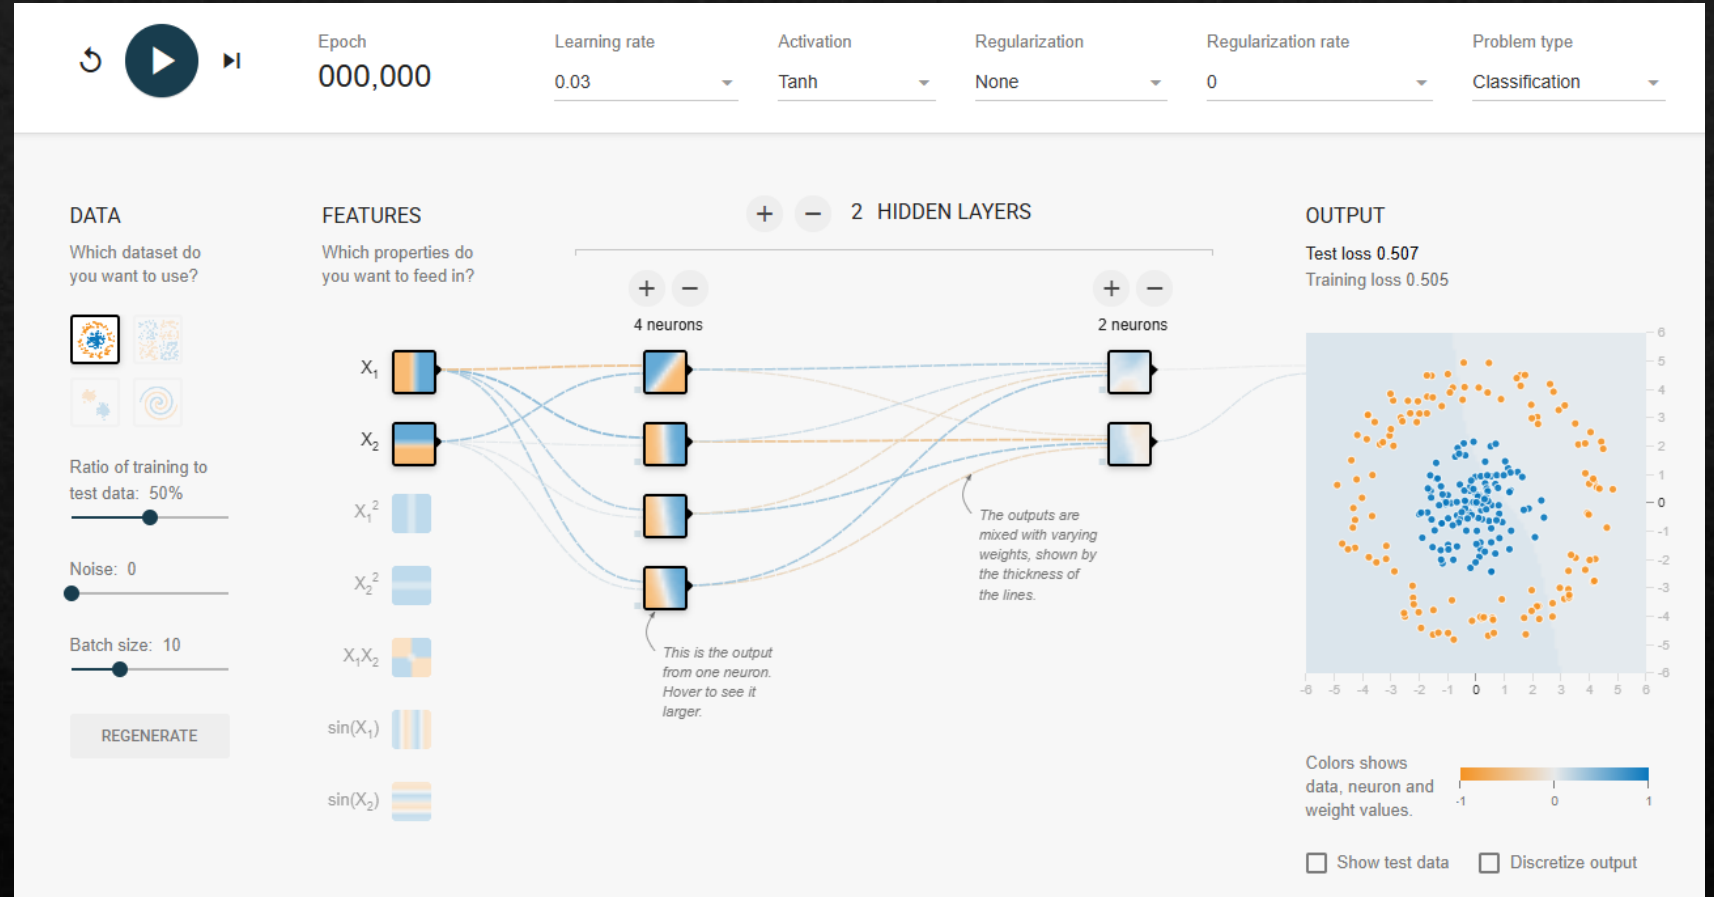 Epoch
000,000
Learning rate
0.03
Activation
Tanh
Regularization
None
Regularization rate
0
Problem type
Classification
DATA
Which dataset do
you want to use?
Ratio of training to
test data: 50%
Noise: 0
Batch size: 10
REGENERATE
FEATURES
Which properties do
you want to feed in?
X₁
X₂
X₁²
X₂²
X₁X₂
sin(X₁)
sin(X₂)
+ − 2 HIDDEN LAYERS
+ −
4 neurons
+ −
2 neurons
This is the output
from one neuron.
Hover to see it
larger.
The outputs are
mixed with varying
weights, shown by
the thickness of
the lines.
OUTPUT
Test loss 0.507
Training loss 0.505
6
5
4
3
2
1
0
-1
-2
-3
-4
-5
-6
-6 -5 -4 -3 -2 -1 0 1 2 3 4 5 6
Colors shows
data, neuron and
weight values.
-1 0 1
Show test data
Discretize output